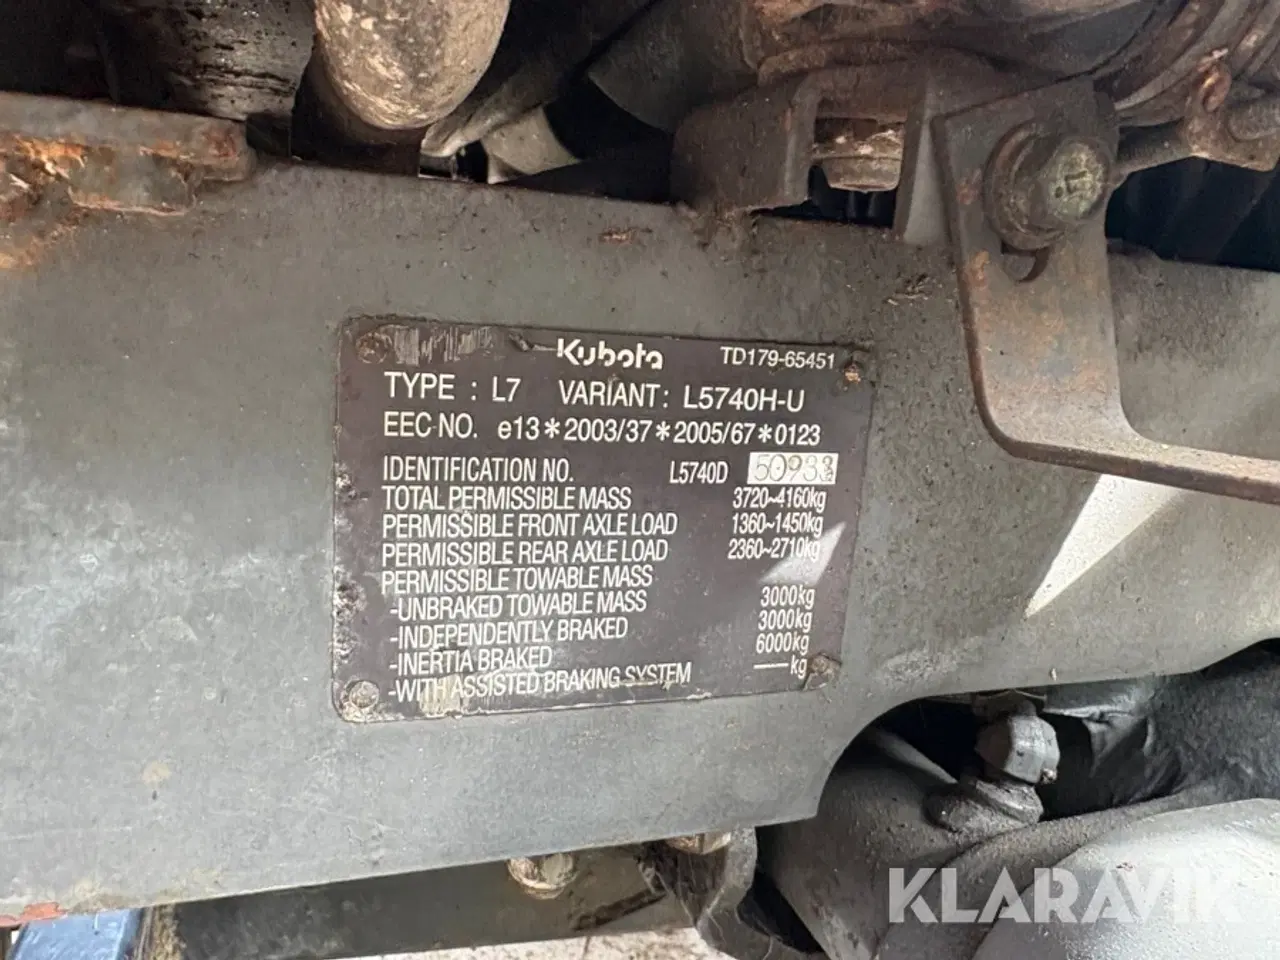 Kubota TD179-65451
TYPE : L7 VARIANT: L5740H-U
EEC NO. e13*2003/37*2005/67*0123
IDENTIFICATION NO. L5740D 50933
TOTAL PERMISSIBLE MASS 3720~4160kg
PERMISSIBLE FRONT AXLE LOAD 1360~1450kg
PERMISSIBLE REAR AXLE LOAD 2360~2710kg
PERMISSIBLE TOWABLE MASS
-UNBRAKED TOWABLE MASS 3000kg
-INDEPENDENTLY BRAKED 3000kg
-INERTIA BRAKED 6000kg
-WITH ASSISTED BRAKING SYSTEM —kg
KLARAVIK